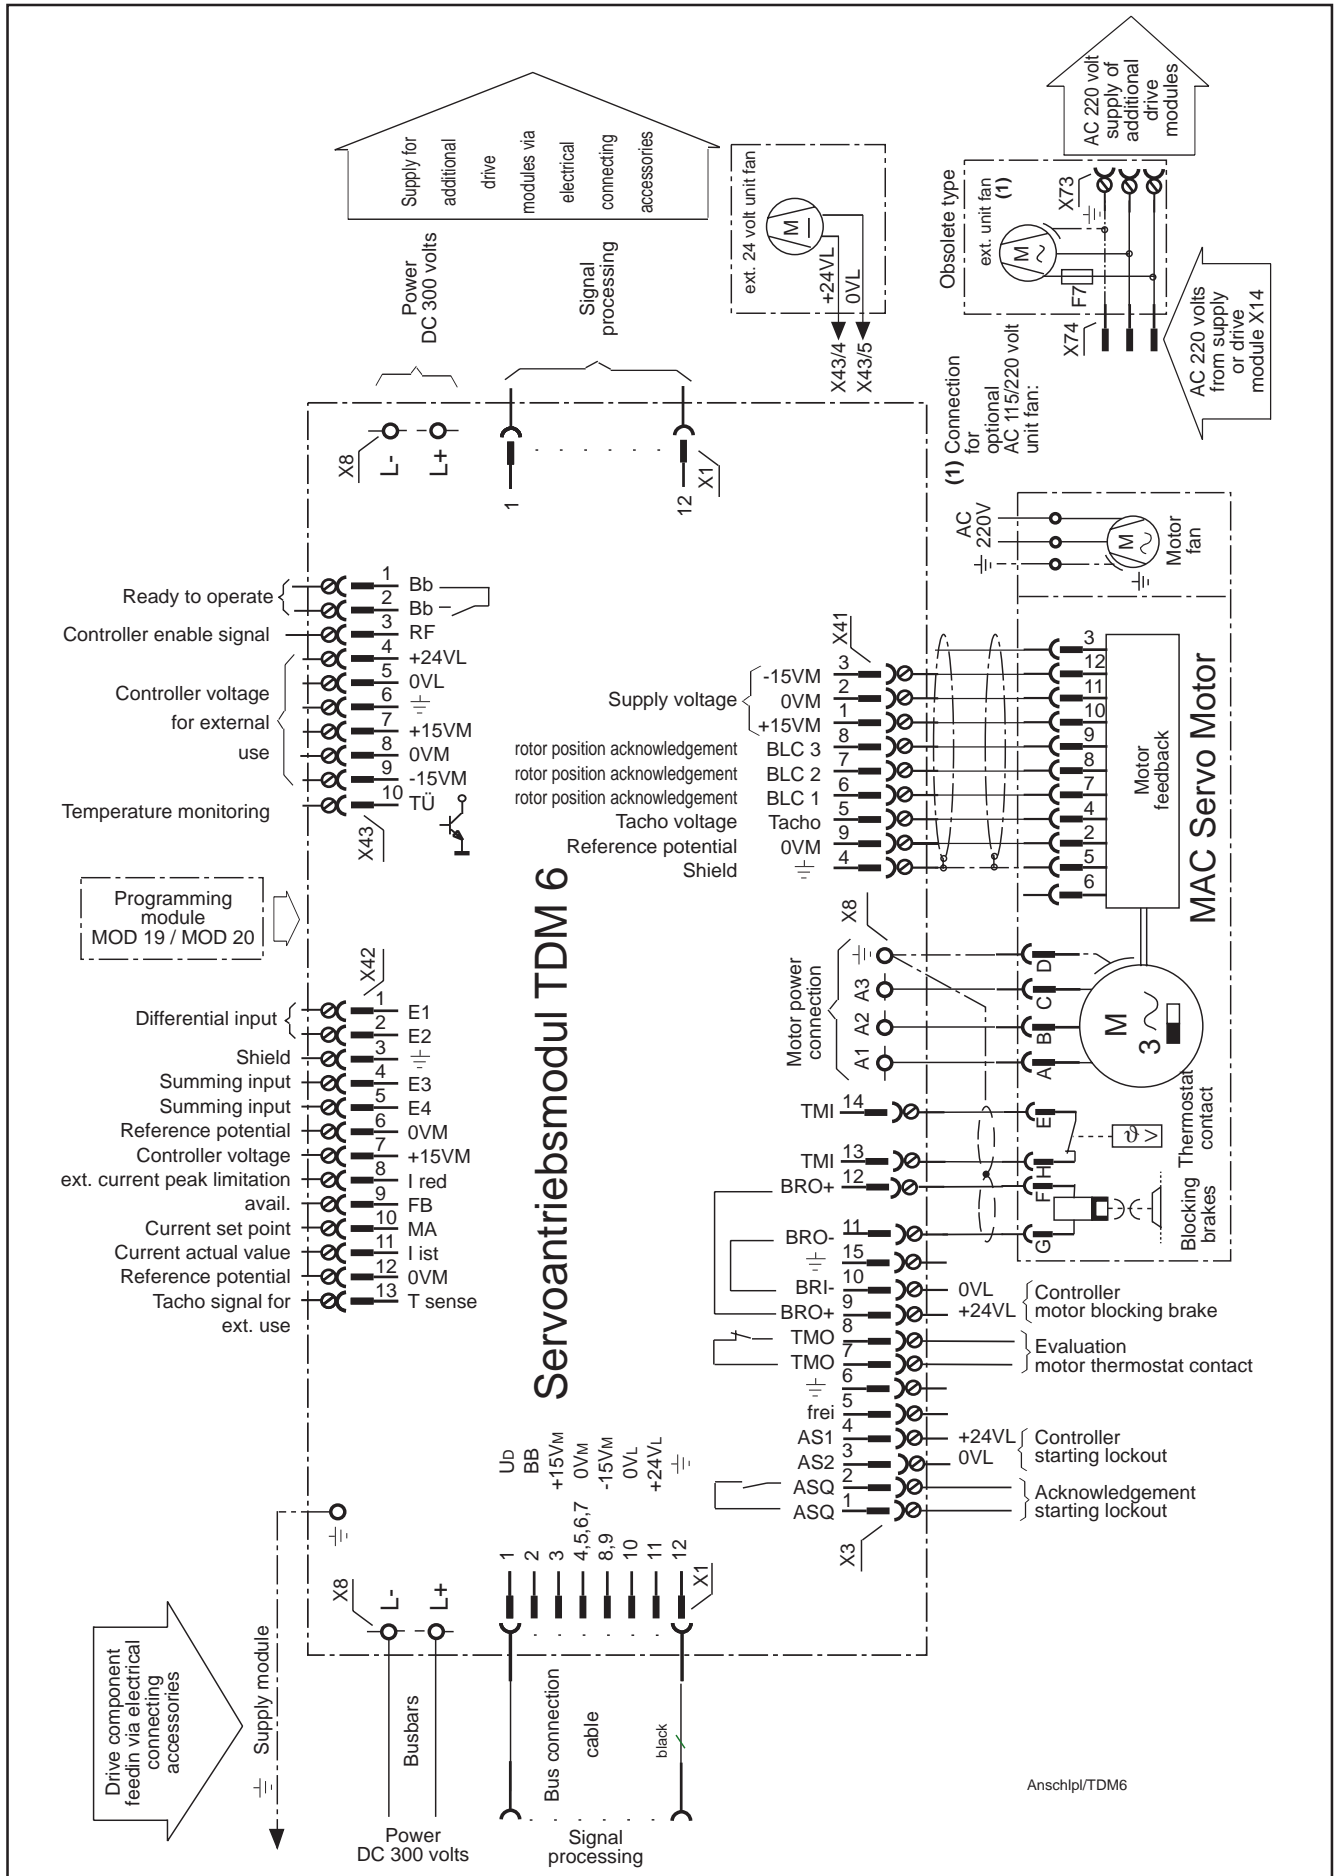 Supply for
additional
drive
modules via
electrical
connecting
accessories
Power
DC 300 volts
Signal
processing
ext. 24 volt unit fan
M
+24VL
0VL
X43/4
X43/5
AC 220 volt
supply of
additional
drive
modules
Obsolete type
ext. unit fan
(1)
M
F7
X73
X74
AC 220 volts
from supply
or drive
module X14
(1) Connection
for
optional
AC 115/220 volt
unit fan:
X8
L-
L+
1
12
X1
Ready to operate
1 Bb
2 Bb
Controller enable signal 3 RF
Controller voltage
for external
use
4 +24VL
5 0VL
6
7 +15VM
8 0VM
9 -15VM
Temperature monitoring 10 TÜ
X43
Programming
module
MOD 19 / MOD 20
X42
Differential input
1 E1
2 E2
Shield 3
Summing input 4 E3
Summing input 5 E4
Reference potential 6 0VM
Controller voltage 7 +15VM
ext. current peak limitation 8 I red
avail. 9 FB
Current set point 10 MA
Current actual value 11 I ist
Reference potential 12 0VM
Tacho signal for 13 T sense
ext. use
Servoantriebsmodul TDM 6
X41
Supply voltage
-15VM 3
0VM 2
+15VM 1
rotor position acknowledgement BLC 3 8
rotor position acknowledgement BLC 2 7
rotor position acknowledgement BLC 1 6
Tacho voltage Tacho 5
Reference potential 0VM 9
Shield 4
AC
220V
M
Motor
fan
3
12
11
10
9
8
7
4
2
5
6
Motor
feedback
MAC Servo Motor
X8
Motor power
connection
A3
A2
A1
D
C
B
A
M
3
TMI 14
TMI 13
BRO+ 12
BRO- 11
15
BRI- 10
BRO+ 9
TMO 8
TMO 7
6
frei 5
AS1 4
AS2 3
ASQ 2
ASQ 1
X3
E
H
F
G
ϑ >
Thermostat
contact
Blocking
brakes
0VL
+24VL
Controller
motor blocking brake
Evaluation
motor thermostat contact
+24VL
0VL
Controller
starting lockout
Acknowledgement
starting lockout
UD
BB
+15VM
0VM
-15VM
0VL
+24VL
1
2
3
4,5,6,7
8,9
10
11
12
X1
X8
L-
L+
Drive component
feedin via electrical
connecting
accessories
Supply module
Busbars
Bus connection
cable
black
Power
DC 300 volts
Signal
processing
Anschlpl/TDM6